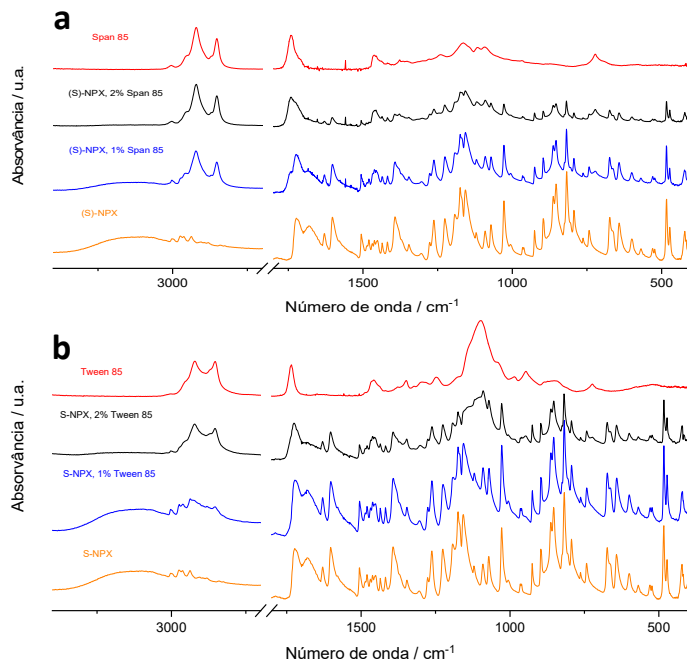 a
Span 85
(S)-NPX, 2% Span 85
(S)-NPX, 1% Span 85
(S)-NPX
Absorvância / u.a.
3000 1500 1000 500
Número de onda / cm⁻¹
b
Tween 85
S-NPX, 2% Tween 85
S-NPX, 1% Tween 85
S-NPX
Absorvância / u.a.
3000 1500 1000 500
Número de onda / cm⁻¹